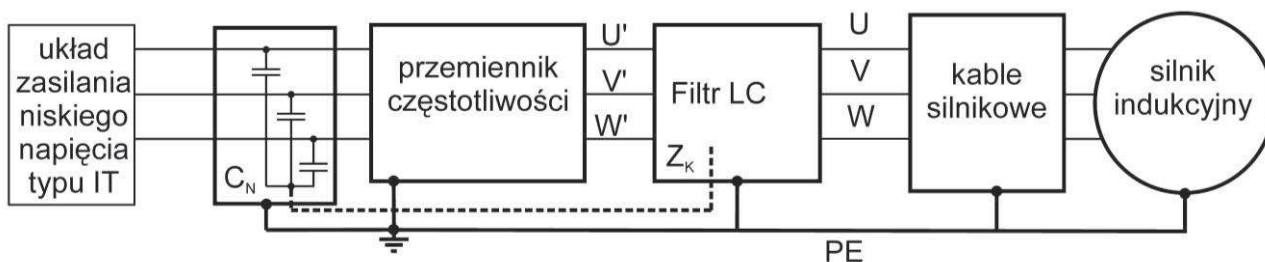 układ
zasilania
niskiego
napięcia
typu IT
C_N
przemiennik
częstotliwości
U'
V'
W'
Filtr LC
Z_K
U
V
W
kable
silnikowe
silnik
indukcyjny
PE